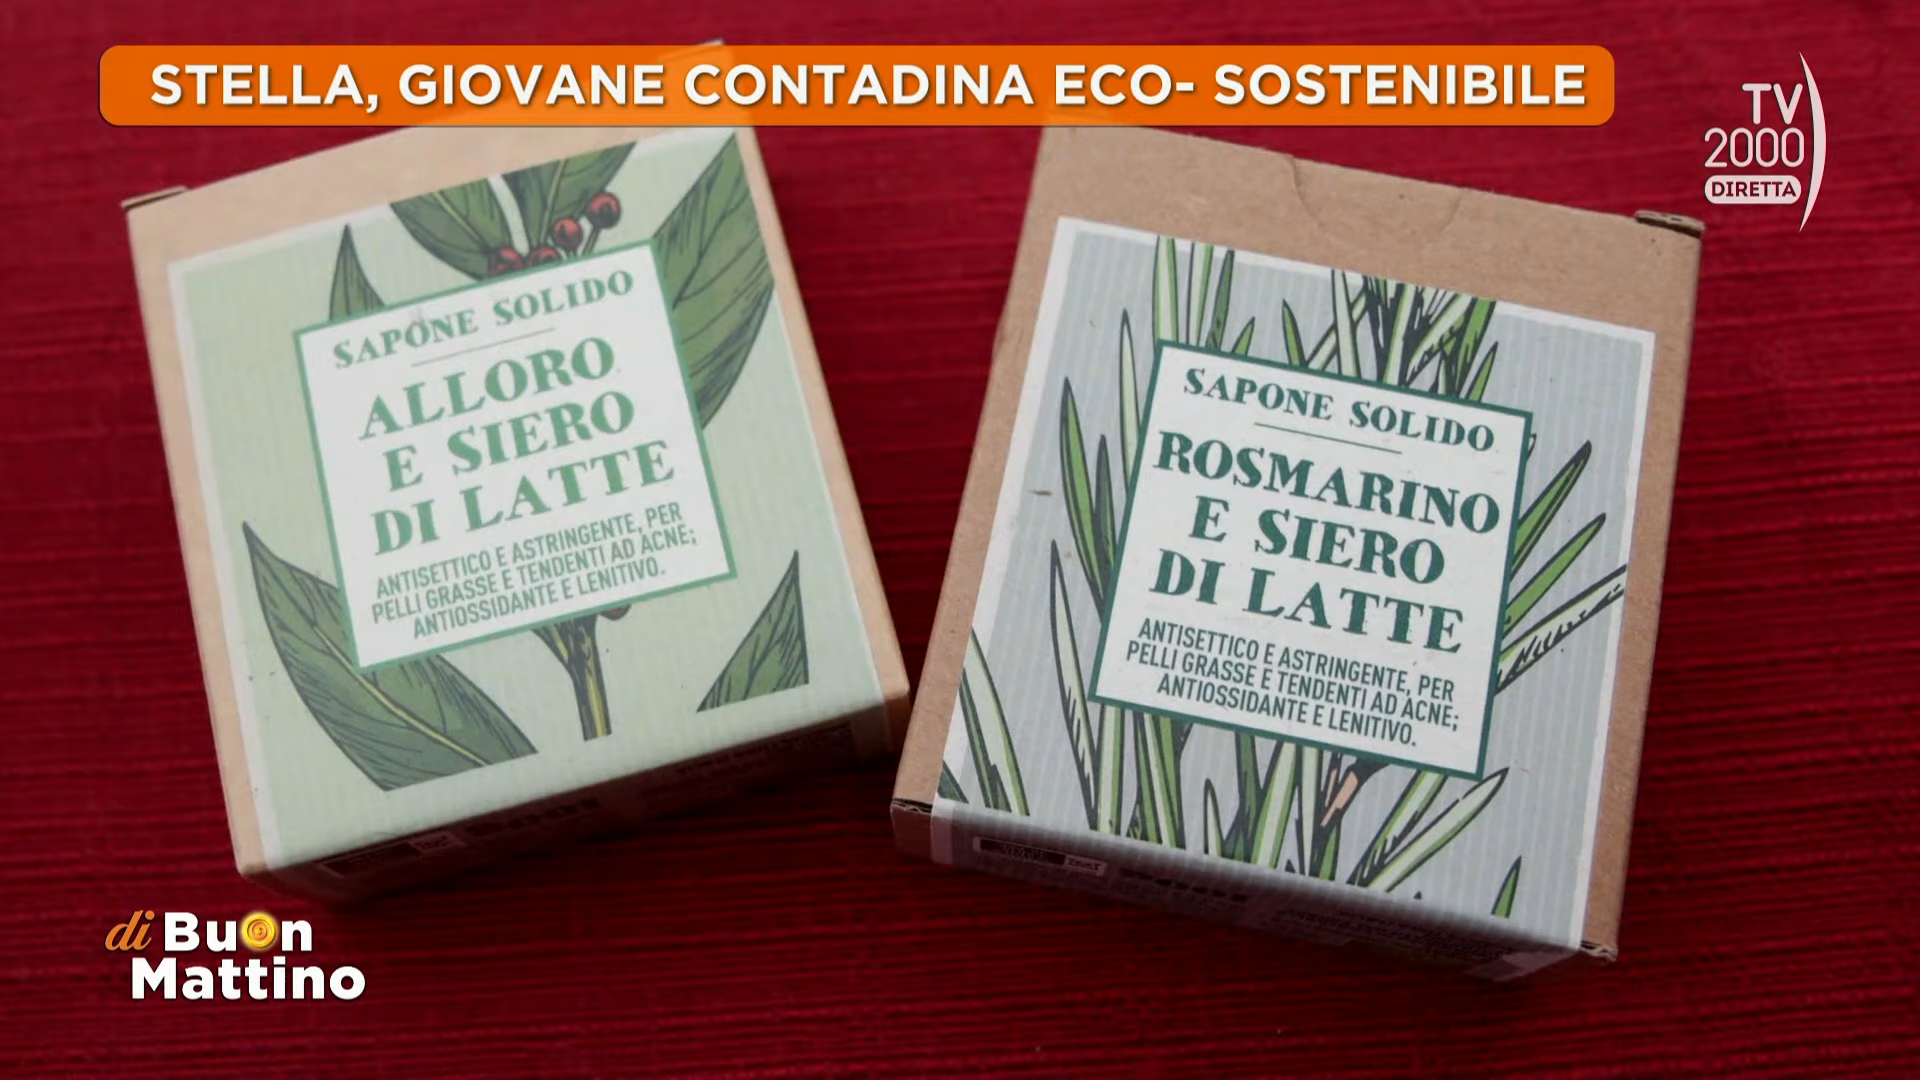 STELLA, GIOVANE CONTADINA ECO- SOSTENIBILE
TV
2000
DIRETTA
SAPONE SOLIDO
ALLORO
E SIERO
DI LATTE
ANTISETTICO E ASTRINGENTE, PER
PELLI GRASSE E TENDENTI AD ACNE;
ANTIOSSIDANTE E LENITIVO.
SAPONE SOLIDO
ROSMARINO
E SIERO
DI LATTE
ANTISETTICO E ASTRINGENTE, PER
PELLI GRASSE E TENDENTI AD ACNE;
ANTIOSSIDANTE E LENITIVO.
di Buon
Mattino